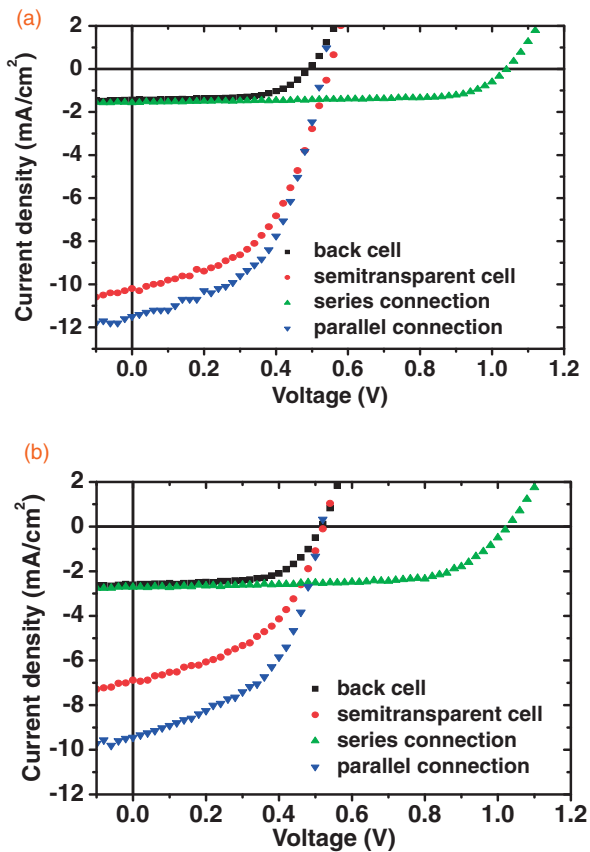 (a)
2
0
-2
-4
-6
-8
-10
-12
Current density (mA/cm²)
back cell
semitransparent cell
series connection
parallel connection
0.0 0.2 0.4 0.6 0.8 1.0 1.2
Voltage (V)
(b)
2
0
-2
-4
-6
-8
-10
-12
Current density (mA/cm²)
back cell
semitransparent cell
series connection
parallel connection
0.0 0.2 0.4 0.6 0.8 1.0 1.2
Voltage (V)